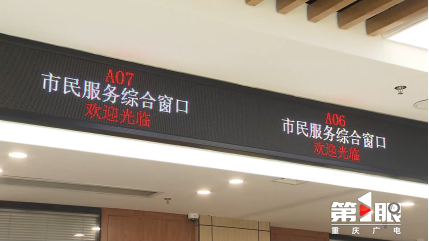 A07
市民服务综合窗口
欢迎光临
A06
市民服务综合窗口
欢迎光临
第1眼
重庆广电